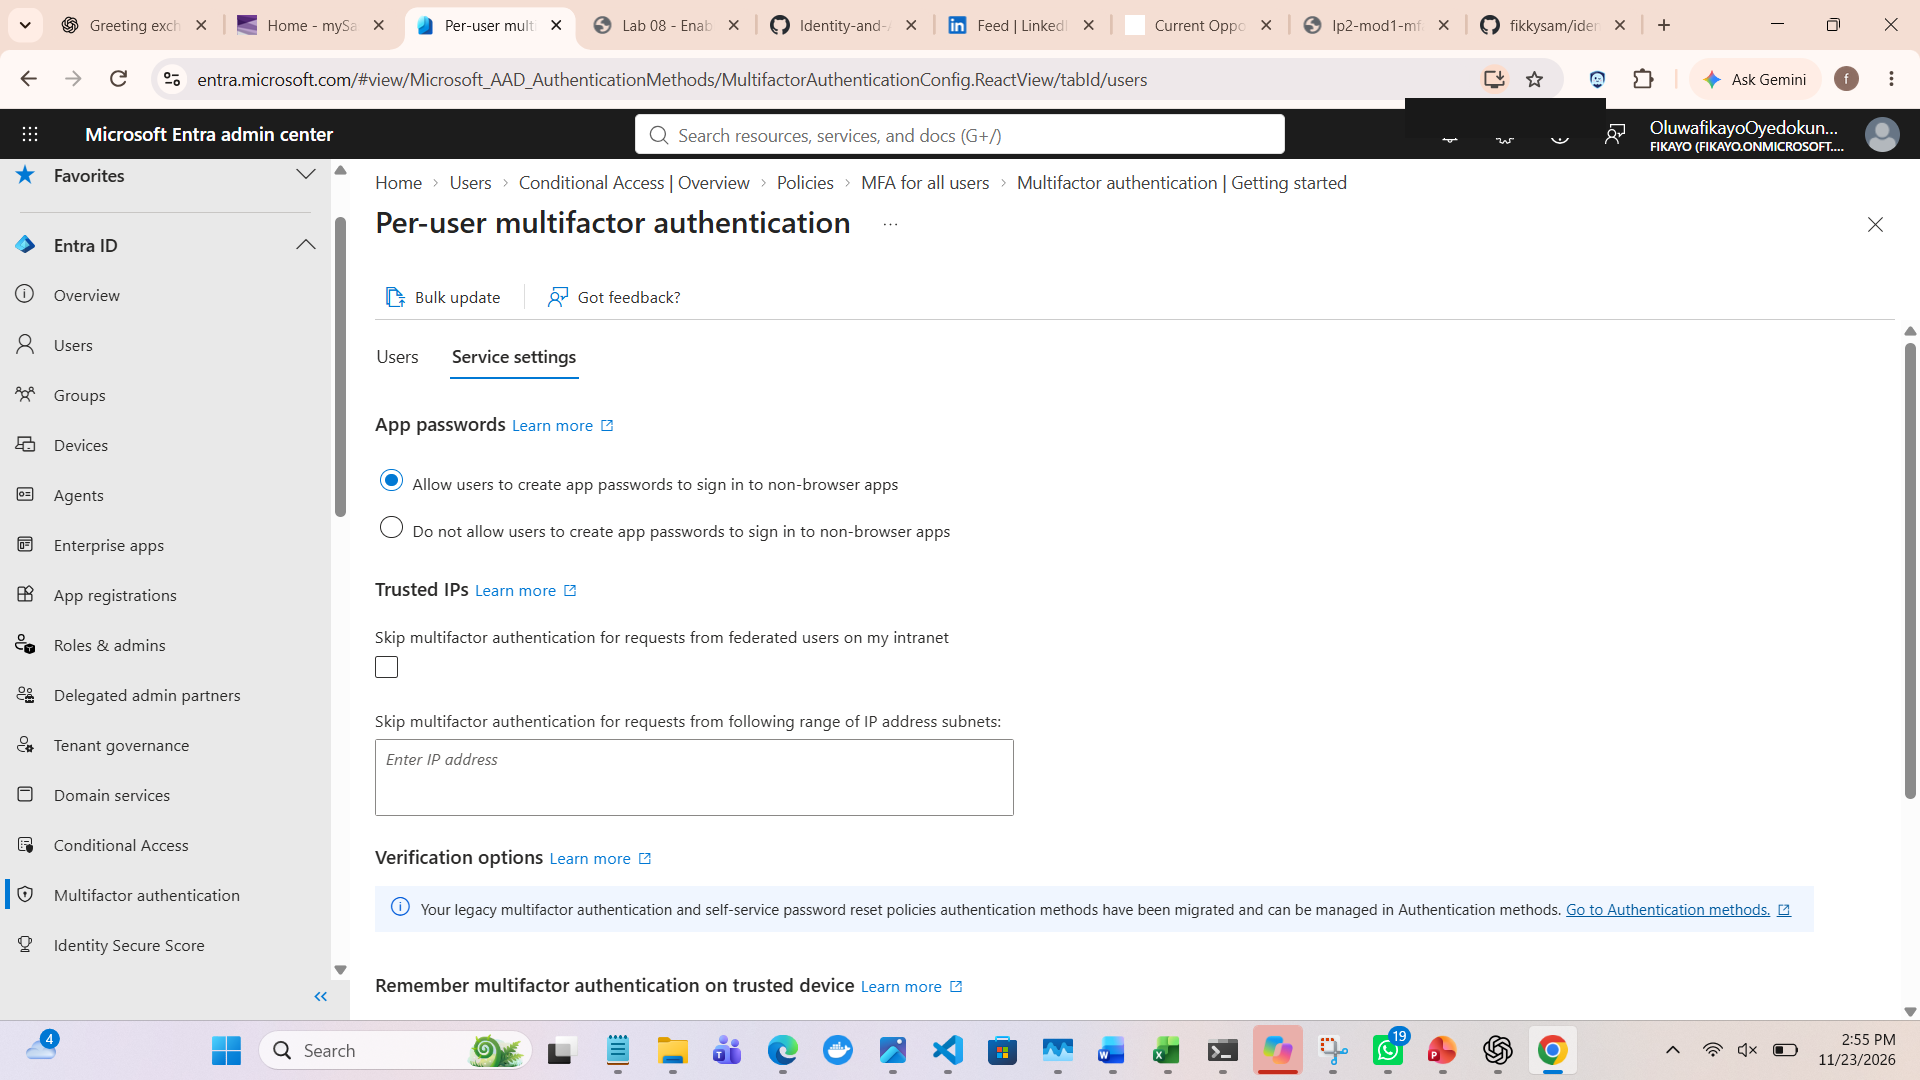 Greeting exch
Home - mySa
Per-user mult
Lab 08 - Enab
Identity-and-A
Feed | LinkedI
Current Oppo
lp2-mod1-mf
fikkysam/iden
entra.microsoft.com/#view/Microsoft_AAD_AuthenticationMethods/MultifactorAuthenticationConfig.ReactView/tabId/users
Ask Gemini
f
Microsoft Entra admin center
Search resources, services, and docs (G+/)
OluwafikayoOyedokun...
FIKAYO (FIKAYO.ONMICROSOFT....
Favorites
Entra ID
Overview
Users
Groups
Devices
Agents
Enterprise apps
App registrations
Roles & admins
Delegated admin partners
Tenant governance
Domain services
Conditional Access
Multifactor authentication
Identity Secure Score
Home > Users > Conditional Access | Overview > Policies > MFA for all users > Multifactor authentication | Getting started
Per-user multifactor authentication ...
Bulk update
Got feedback?
Users
Service settings
App passwords Learn more
Allow users to create app passwords to sign in to non-browser apps
Do not allow users to create app passwords to sign in to non-browser apps
Trusted IPs Learn more
Skip multifactor authentication for requests from federated users on my intranet
Skip multifactor authentication for requests from following range of IP address subnets:
Enter IP address
Verification options Learn more
Your legacy multifactor authentication and self-service password reset policies authentication methods have been migrated and can be managed in Authentication methods. Go to Authentication methods.
Remember multifactor authentication on trusted device Learn more
4
Search
19
2:55 PM
11/23/2026